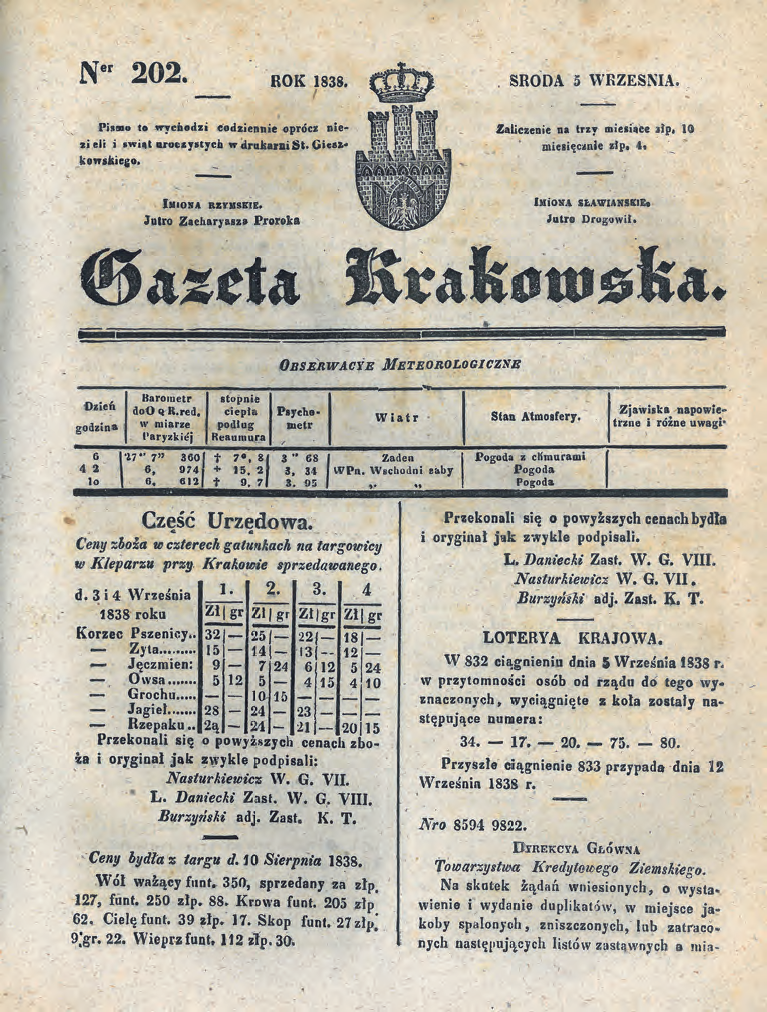 Ner 202.
ROK 1838.
SRODA 5 WRZESNIA.
Pismo to wychodzi codziennie oprócz nie-
zieli i swiąt uroczystych w drukarni St. Giesz-
kowskiego.
Zaliczenie na trzy miesiące złp. 10
miesięcznie złp. 4.
IMIONA RZYMSKIE.
Jutro Zacharyasza Proroka
IMIONA SŁAWIANSKIE.
Jutro Drogowił.
Gazeta Krakowska.
OBSERWACYE METEOROLOGICZNE
Dzień godzina | Barometr do 0 q R.red. w miarze Paryzkiéj | stopnie ciepła podług Reaumura | Psycho- metr | Wiatr | Stan Atmosfery. | Zjawiska napowie- trzne i różne uwagi
6 | 27" 7''' 360 | † 7°, 8 | 3 " 68 | Zaden | Pogoda z chmurami
4 2 | 6, 974 | + 15, 2 | 3, 34 | WPn. Wschodni saby | Pogoda
10 | 6, 612 | † 9, 7 | 3. 95 | ,, ,, | Pogoda
Część Urzędowa.
Ceny zboża w czterech gatunkach na targowicy
w Kleparzu przy Krakowie sprzedawanego.
d. 3 i 4 Września 1838 roku | 1. | 2. | 3. | 4
Zł | gr | Zł | gr | Zł | gr | Zł | gr
Korzec Pszenicy.. | 32 | — | 25 | — | 22 | — | 18 | —
— Zyta......... | 15 | — | 14 | — | 13 | — | 12 | —
— Jęczmien: | 9 | — | 7 | 24 | 6 | 12 | 5 | 24
— Owsa....... | 5 | 12 | 5 | — | 4 | 15 | 4 | 10
— Grochu..... | — | — | 10 | 15 | — | — | — | —
— Jagieł....... | 28 | — | 24 | — | 23 | — | — | —
— Rzepaku.. | — | 24 | — | 21 | — | 20 | 15
Przekonali się o powyższych cenach zbo-
ża i oryginał jak zwykle podpisali:
Nasturkiewicz W. G. VII.
L. Daniecki Zast. W. G. VIII.
Burzyński adj. Zast. K. T.
Ceny bydła z targu d. 10 Sierpnia 1838.
Wół ważący funt. 350, sprzedany za złp.
127, funt. 250 złp. 88. Krowa funt. 205 złp
62. Cielę funt. 39 złp. 17. Skop funt. 27 złp.
9 gr. 22. Wieprz funt. 112 złp. 30.
Przekonali się o powyższych cenach bydła
i oryginał jak zwykle podpisali.
L. Daniecki Zast. W. G. VIII.
Nasturkiewicz W. G. VII.
Burzyński adj. Zast. K. T.
LOTERYA KRAJOWA.
W 832 ciągnieniu dnia 5 Września 1838 r.
w przytomności osób od rządu do tego wy-
znaczonych, wyciągnięte z koła zostały na-
stępujące numera:
34. — 17. — 20. — 75. — 80.
Przyszłe ciągnienie 833 przypada dnia 12
Września 1838 r.
Nro 8594 9822.
DYREKCYA GŁÓWNA
Towarzystwa Kredytowego Ziemskiego.
Na skutek żądań wniesionych, o wysta-
wienie i wydanie duplikatów, w miejsce ja-
koby spalonych, zniszczonych, lub zatraco-
nych następujących listów zastawnych a mia-